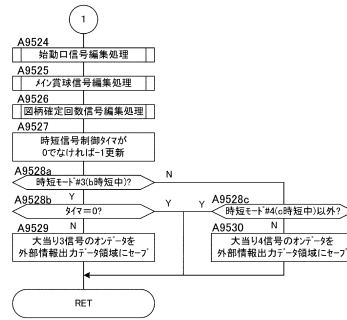 1
A9524
始動口信号編集処理
A9525
メイン賞球信号編集処理
A9526
図柄確定回数信号編集処理
A9527
時短信号制御タイマが
0でなければ-1更新
A9528a
時短モード#3(b時短中)?
N
Y
A9528b
タイマ=0?
Y
Y
A9528c
時短モード#4(c時短中)以外?
N
A9529
大当り3信号のオンデータを
外部情報出力データ領域にセーブ
N
A9530
大当り4信号のオンデータを
外部情報出力データ領域にセーブ
RET